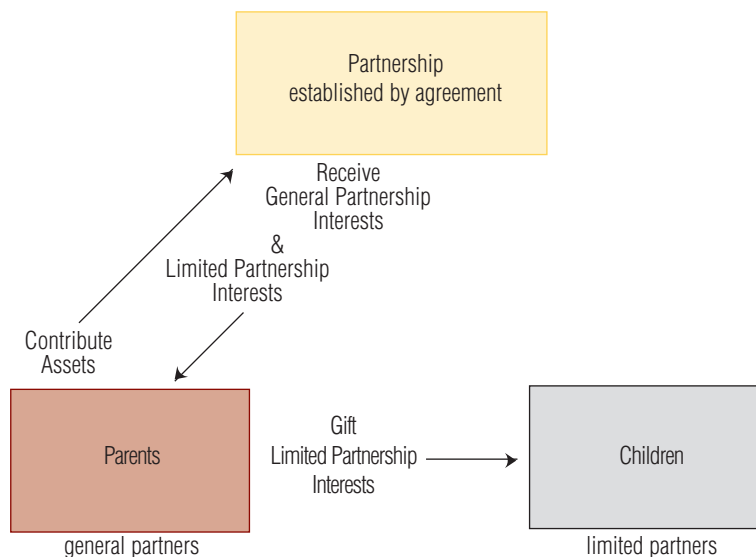 Partnership
established by agreement
Receive
General Partnership
Interests
&
Limited Partnership
Interests
Contribute
Assets
Parents
general partners
Gift
Limited Partnership
Interests
Children
limited partners